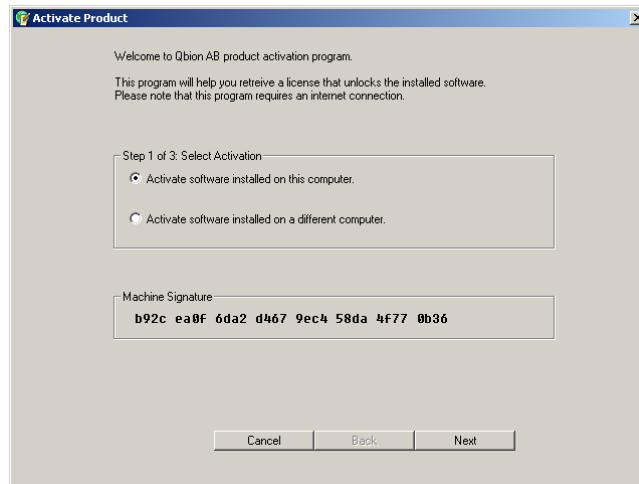 Activate Product
Welcome to Qbion AB product activation program.
This program will help you retreive a license that unlocks the installed software.
Please note that this program requires an internet connection.
Step 1 of 3: Select Activation
Activate software installed on this computer.
Activate software installed on a different computer.
Machine Signature
b92c ea0f 6da2 d467 9ec4 58da 4f77 0b36
Cancel Back Next